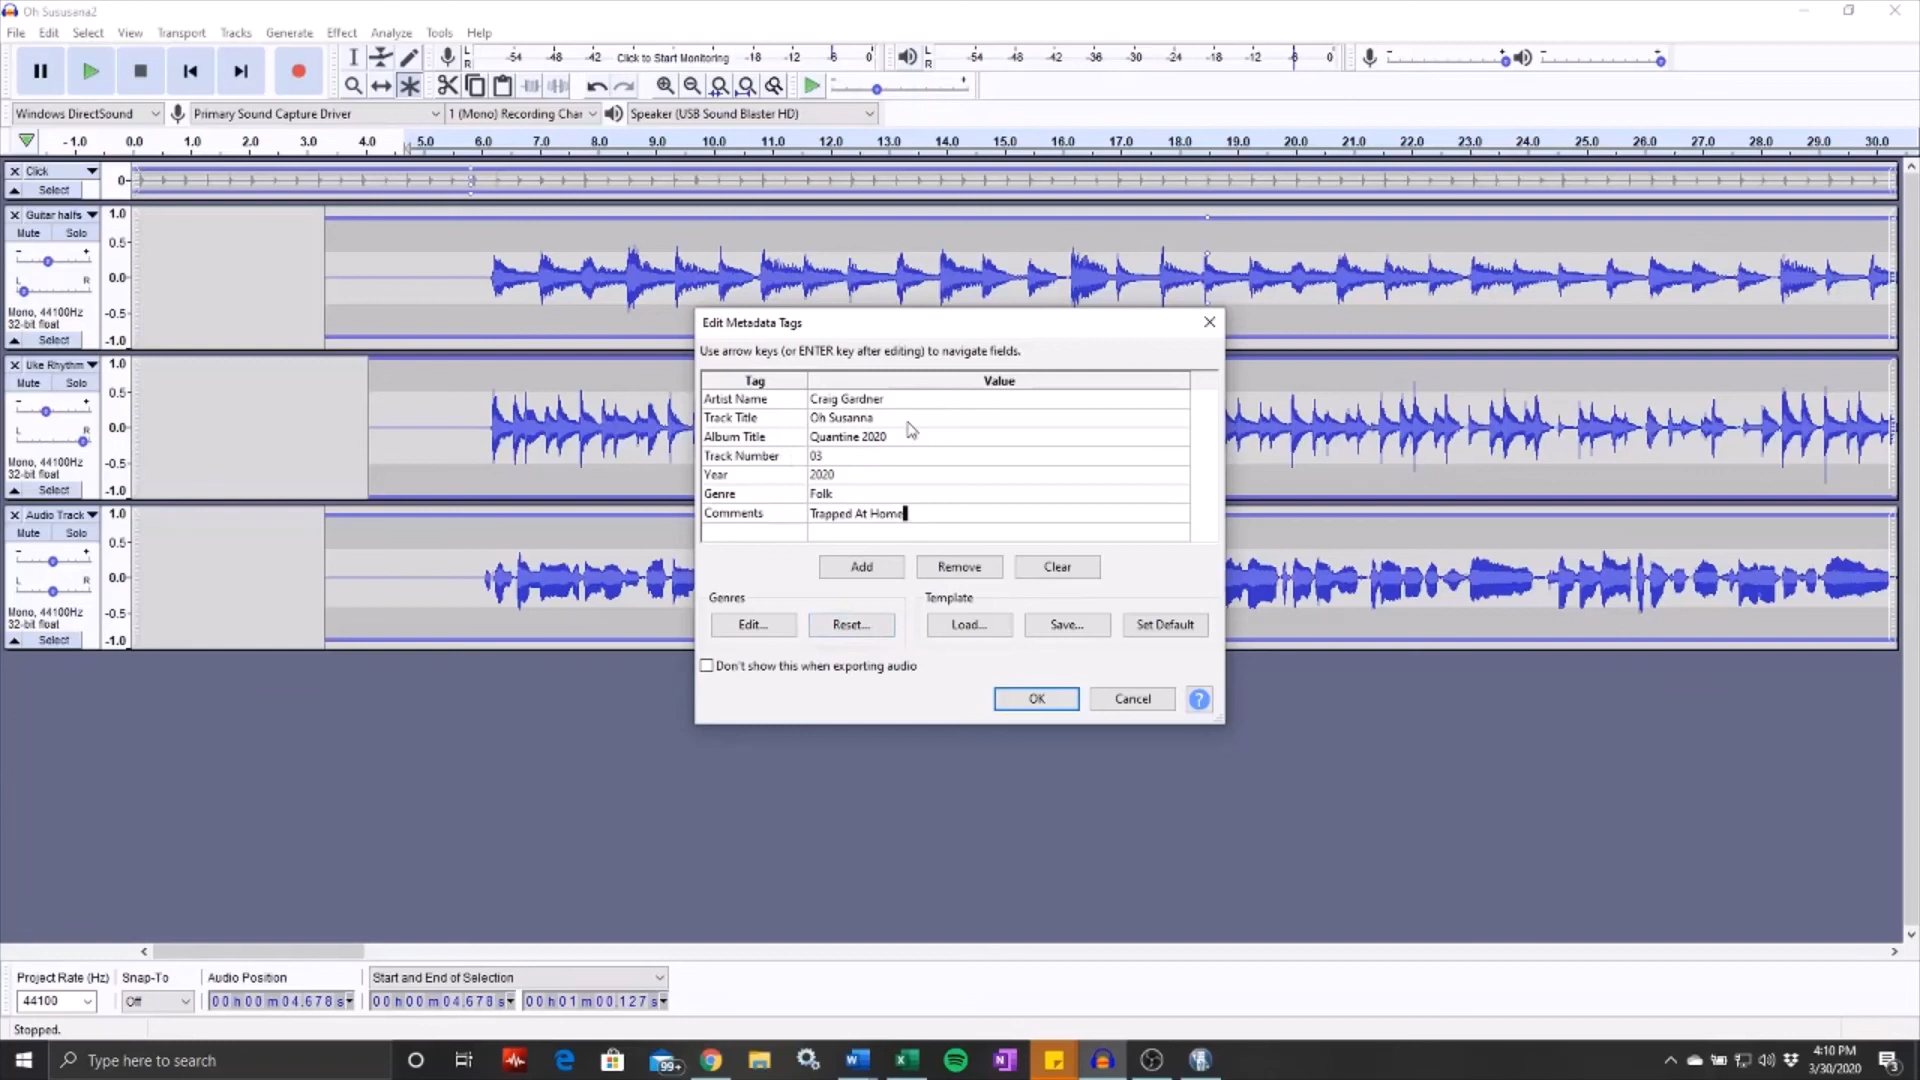 Oh Sususana2
File Edit Select View Transport Tracks Generate Effect Analyze Tools Help
L R -54 -48 -42 Click to Start Monitoring -18 -12 -6 0 L R -54 -48 -42 -36 -30 -24 -18 -12 -6 0
Windows DirectSound Primary Sound Capture Driver 1 (Mono) Recording Char Speaker (USB Sound Blaster HD)
-1.0 0.0 1.0 2.0 3.0 4.0 5.0 6.0 7.0 8.0 9.0 10.0 11.0 12.0 13.0 14.0 15.0 16.0 17.0 18.0 19.0 20.0 21.0 22.0 23.0 24.0 25.0 26.0 27.0 28.0 29.0 30.0
Click
Select
0-
Guitar halfs
Mute Solo
- +
L R
Mono, 44100Hz
32-bit float
Select
1.0
0.5-
0.0-
-0.5-
-1.0
Uke Rhythm
Mute Solo
- +
L R
Mono, 44100Hz
32-bit float
Select
1.0
0.5-
0.0-
-0.5-
-1.0
Audio Track
Mute Solo
- +
L R
Mono, 44100Hz
32-bit float
Select
1.0
0.5-
0.0-
-0.5-
-1.0
Edit Metadata Tags
Use arrow keys (or ENTER key after editing) to navigate fields.
Tag Value
Artist Name Craig Gardner
Track Title Oh Susanna
Album Title Quantine 2020
Track Number 03
Year 2020
Genre Folk
Comments Trapped At Home
Add Remove Clear
Genres Template
Edit... Reset... Load... Save... Set Default
Don't show this when exporting audio
OK Cancel ?
Project Rate (Hz) Snap-To Audio Position Start and End of Selection
44100 Off 00 h 00 m 04.678 s 00 h 00 m 04.678 s 00 h 01 m 00.127 s
Stopped.
Type here to search
99+
4:10 PM
3/30/2020
3